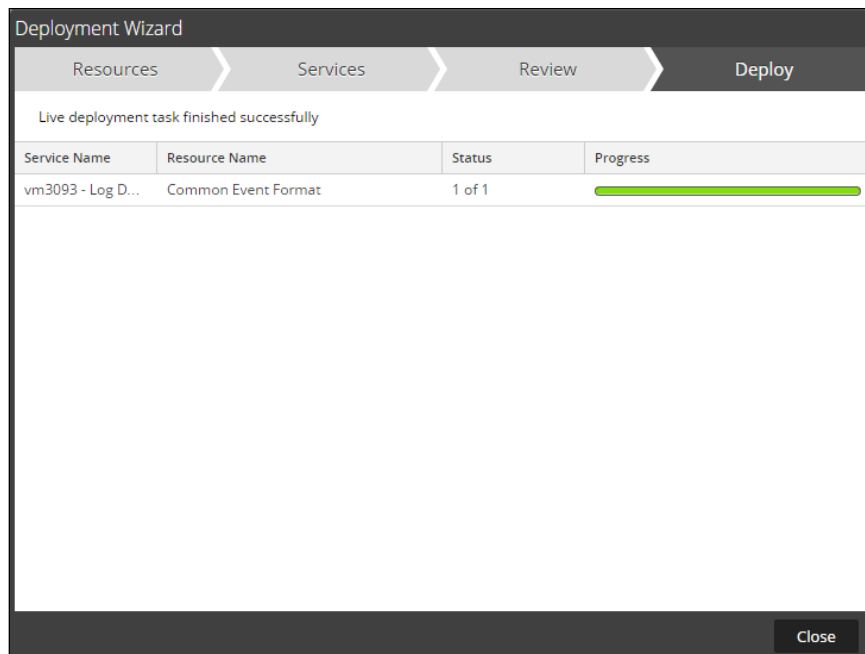 Deployment Wizard
Resources Services Review Deploy
Live deployment task finished successfully
Service Name Resource Name Status Progress
vm3093 - Log D... Common Event Format 1 of 1
Close